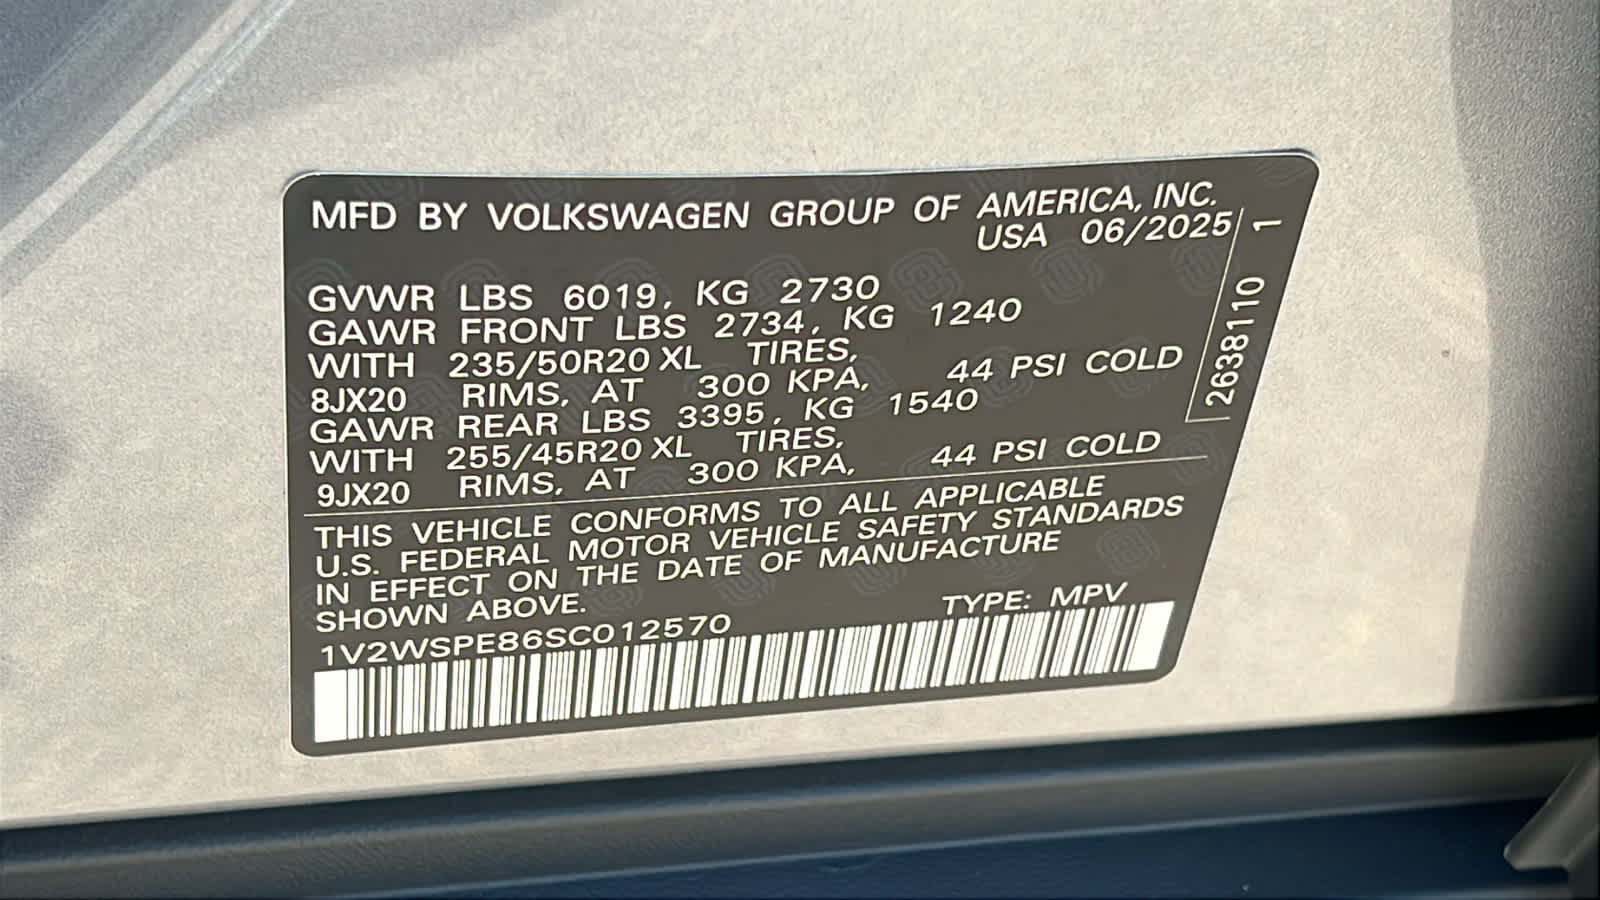 MFD BY VOLKSWAGEN GROUP OF AMERICA, INC.
USA 06/2025
GVWR LBS 6019, KG 2730
GAWR FRONT LBS 2734, KG 1240
WITH 235/50R20 XL TIRES,
8JX20 RIMS, AT 300 KPA, 44 PSI COLD
GAWR REAR LBS 3395, KG 1540
WITH 255/45R20 XL TIRES,
9JX20 RIMS, AT 300 KPA, 44 PSI COLD
THIS VEHICLE CONFORMS TO ALL APPLICABLE
U.S. FEDERAL MOTOR VEHICLE SAFETY STANDARDS
IN EFFECT ON THE DATE OF MANUFACTURE
SHOWN ABOVE.
TYPE: MPV
1V2WSPE86SC012570
2638110 1